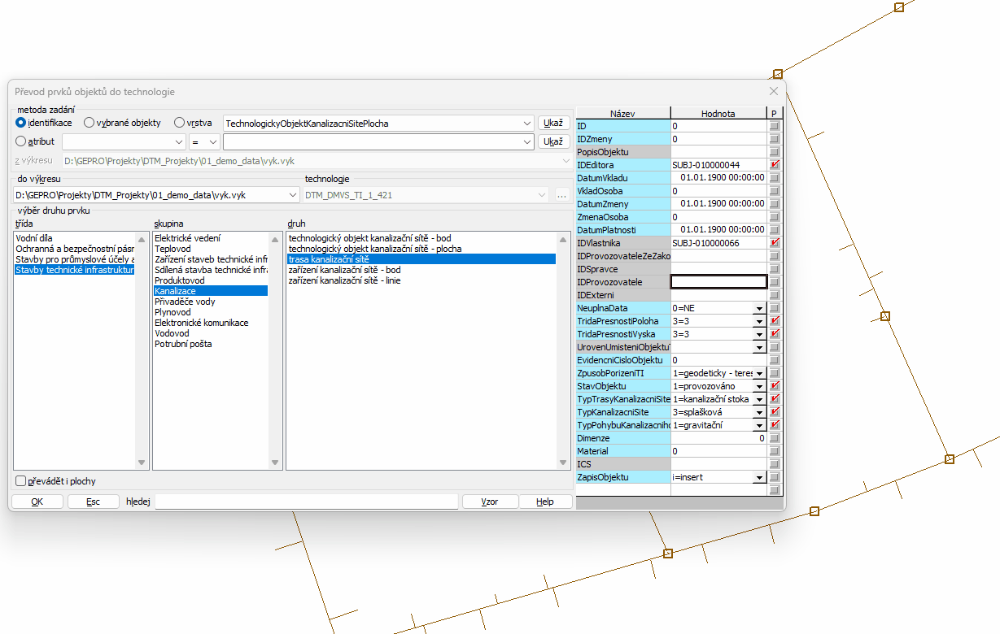 Převod prvků objektů do technologie
metoda zadání
identifikace vybrané objekty vrstva TechnologickyObjektKanalizacniSitePlocha Ukaž
atribut = Ukaž
z výkresu D:\GEPRO\Projekty\DTM_Projekty\01_demo_data\vyk.vyk
do výkresu technologie
D:\GEPRO\Projekty\DTM_Projekty\01_demo_data\vyk.vyk DTM_DMVS_TI_1_421 ...
výběr druhu prvku
třída skupina druh
Vodní díla
Ochranná a bezpečnostní pásm
Stavby pro průmyslové účely a
Stavby technické infrastruktur
Elektrické vedení
Teplovod
Zařízení staveb technické infr
Sdílená stavba technické infra
Produktovod
Kanalizace
Přivaděče vody
Plynovod
Elektronické komunikace
Vodovod
Potrubní pošta
technologický objekt kanalizační sítě - bod
technologický objekt kanalizační sítě - plocha
trasa kanalizační sítě
zařízení kanalizační sítě - bod
zařízení kanalizační sítě - linie
převádět i plochy
OK Esc hledej Vzor Help
Název Hodnota P
ID 0
IDZmeny 0
PopisObjektu
IDEditora SUBJ-010000044
DatumVkladu 01.01.1900 00:00:00
VkladOsoba 0
DatumZmeny 01.01.1900 00:00:00
ZmenaOsoba 0
DatumPlatnosti 01.01.1900 00:00:00
IDVlastnika SUBJ-010000066
IDProvozovateleZeZako
IDSpravce
IDProvozovatele
IDExterni
NeuplnaData 0=NE
TridaPresnostiPoloha 3=3
TridaPresnostiVyska 3=3
UrovenUmisteniObjektuT
EvidencniCisloObjektu 0
ZpusobPorizeniTI 1=geodeticky - teres
StavObjektu 1=provozováno
TypTrasyKanalizacniSite 1=kanalizační stoka
TypKanalizacniSite 3=splašková
TypPohybuKanalizacniho 1=gravitační
Dimenze 0
Material 0
ICS
ZapisObjektu i=insert